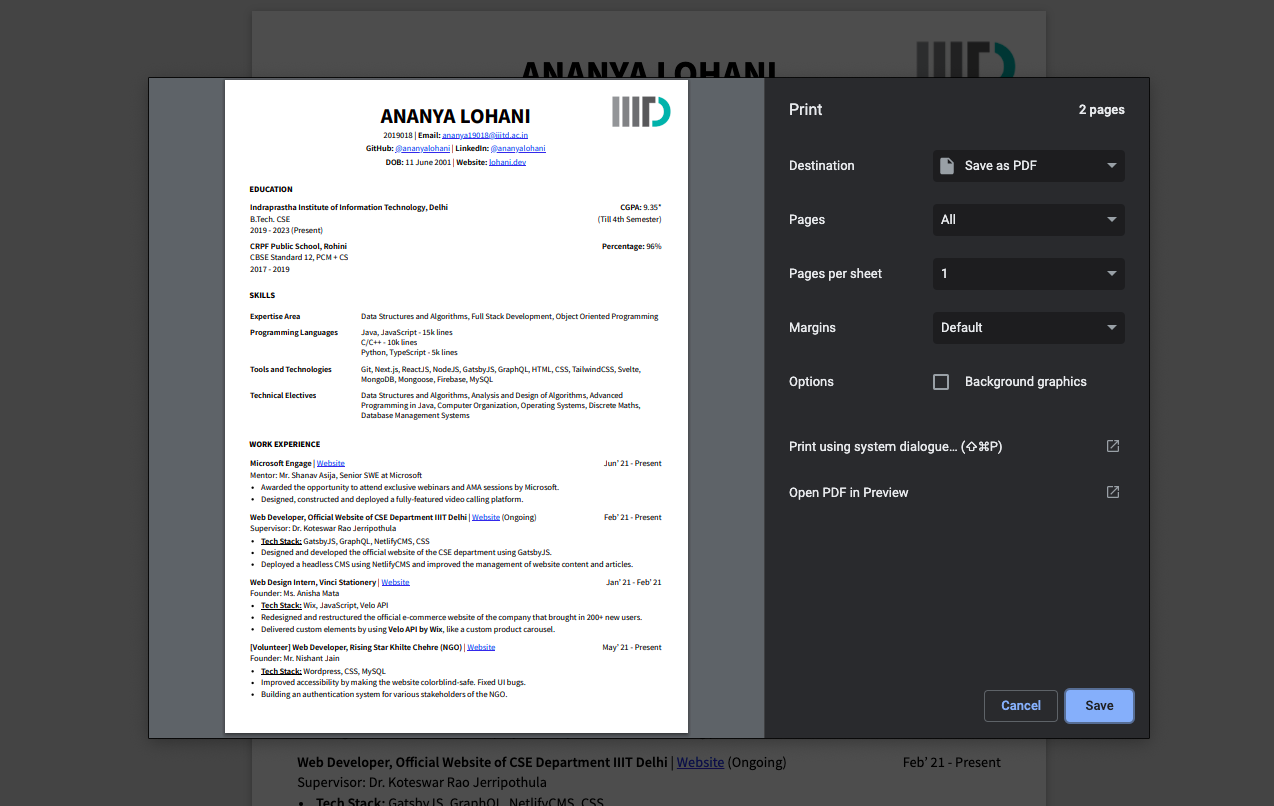 ANANYA LOHANI
ANANYA LOHANI
2019018 | Email: ananya19018@iiitd.ac.in
GitHub: @ananyalohani | LinkedIn: @ananyalohani
DOB: 11 June 2001 | Website: lohani.dev
EDUCATION
Indraprastha Institute of Information Technology, Delhi CGPA: 9.35*
B.Tech. CSE (Till 4th Semester)
2019 - 2023 (Present)
CRPF Public School, Rohini Percentage: 96%
CBSE Standard 12, PCM + CS
2017 - 2019
SKILLS
Expertise Area Data Structures and Algorithms, Full Stack Development, Object Oriented Programming
Programming Languages Java, JavaScript - 15k lines
C/C++ - 10k lines
Python, TypeScript - 5k lines
Tools and Technologies Git, Next.js, ReactJS, NodeJS, GatsbyJS, GraphQL, HTML, CSS, TailwindCSS, Svelte,
MongoDB, Mongoose, Firebase, MySQL
Technical Electives Data Structures and Algorithms, Analysis and Design of Algorithms, Advanced
Programming in Java, Computer Organization, Operating Systems, Discrete Maths,
Database Management Systems
WORK EXPERIENCE
Microsoft Engage | Website Jun' 21 - Present
Mentor: Mr. Shanav Asija, Senior SWE at Microsoft
• Awarded the opportunity to attend exclusive webinars and AMA sessions by Microsoft.
• Designed, constructed and deployed a fully-featured video calling platform.
Web Developer, Official Website of CSE Department IIIT Delhi | Website (Ongoing) Feb' 21 - Present
Supervisor: Dr. Koteswar Rao Jerripothula
• Tech Stack: GatsbyJS, GraphQL, NetlifyCMS, CSS
• Designed and developed the official website of the CSE department using GatsbyJS.
• Deployed a headless CMS using NetlifyCMS and improved the management of website content and articles.
Web Design Intern, Vinci Stationery | Website Jan' 21 - Feb' 21
Founder: Ms. Anisha Mata
• Tech Stack: Wix, JavaScript, Velo API
• Redesigned and restructured the official e-commerce website of the company that brought in 200+ new users.
• Delivered custom elements by using Velo API by Wix, like a custom product carousel.
[Volunteer] Web Developer, Rising Star Khilte Chehre (NGO) | Website May' 21 - Present
Founder: Mr. Nishant Jain
• Tech Stack: Wordpress, CSS, MySQL
• Improved accessibility by making the website colorblind-safe. Fixed UI bugs.
• Building an authentication system for various stakeholders of the NGO.
Print 2 pages
Destination Save as PDF
Pages All
Pages per sheet 1
Margins Default
Options Background graphics
Print using system dialogue... (⇧⌘P)
Open PDF in Preview
Cancel Save
Web Developer, Official Website of CSE Department IIIT Delhi | Website (Ongoing) Feb' 21 - Present
Supervisor: Dr. Koteswar Rao Jerripothula
• Tech Stack: GatsbyJS, GraphQL, NetlifyCMS, CSS